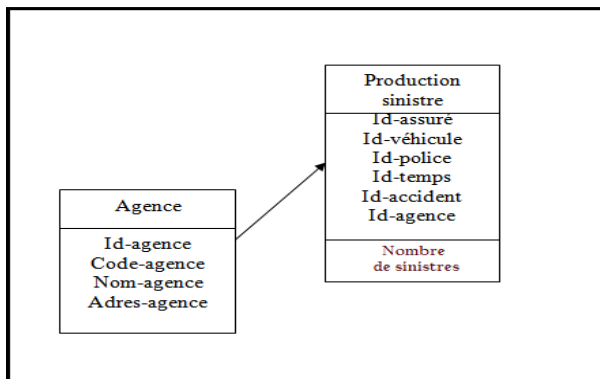 Production
sinistre
Id-assuré
Id-véhicule
Id-police
Id-temps
Id-accident
Id-agence
Nombre
de sinistres
Agence
Id-agence
Code-agence
Nom-agence
Adres-agence